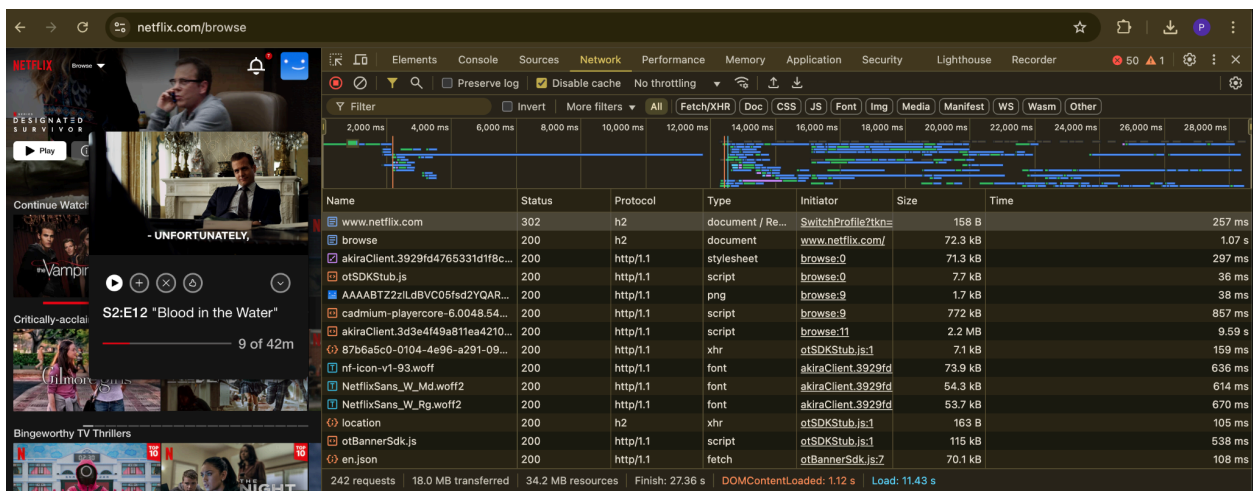 netflix.com/browse
P
NETFLIX
Browse
DESIGNATED
SURVIVOR
Play
- UNFORTUNATELY,
Continue Watch
the Vampir
S2:E12 "Blood in the Water"
9 of 42m
Critically-acclai
Gilmore girls
Bingeworthy TV Thrillers
N
TOP 10
N
TOP 10
THE
NIGHT
Elements Console Sources Network Performance Memory Application Security Lighthouse Recorder 50 1
Preserve log Disable cache No throttling
Filter Invert More filters All Fetch/XHR Doc CSS JS Font Img Media Manifest WS Wasm Other
2,000 ms 4,000 ms 6,000 ms 8,000 ms 10,000 ms 12,000 ms 14,000 ms 16,000 ms 18,000 ms 20,000 ms 22,000 ms 24,000 ms 26,000 ms 28,000 ms
Name Status Protocol Type Initiator Size Time
www.netflix.com 302 h2 document / Re... SwitchProfile?tkn= 158 B 257 ms
browse 200 h2 document www.netflix.com/ 72.3 kB 1.07 s
akiraClient.3929fd4765331d1f8c... 200 http/1.1 stylesheet browse:0 71.3 kB 297 ms
otSDKStub.js 200 http/1.1 script browse:0 7.7 kB 36 ms
AAAABTZ2zlLdBVC05fsd2YQAR... 200 http/1.1 png browse:9 1.7 kB 38 ms
cadmium-playercore-6.0048.54... 200 http/1.1 script browse:9 772 kB 857 ms
akiraClient.3d3e4f49a811ea4210... 200 http/1.1 script browse:11 2.2 MB 9.59 s
87b6a5c0-0104-4e96-a291-09... 200 http/1.1 xhr otSDKStub.js:1 7.1 kB 159 ms
nf-icon-v1-93.woff 200 http/1.1 font akiraClient.3929fd 73.9 kB 636 ms
NetflixSans_W_Md.woff2 200 http/1.1 font akiraClient.3929fd 54.3 kB 614 ms
NetflixSans_W_Rg.woff2 200 http/1.1 font akiraClient.3929fd 53.7 kB 670 ms
location 200 h2 xhr otSDKStub.js:1 163 B 105 ms
otBannerSdk.js 200 http/1.1 script otSDKStub.js:1 115 kB 538 ms
en.json 200 http/1.1 fetch otBannerSdk.js:7 70.1 kB 108 ms
242 requests 18.0 MB transferred 34.2 MB resources Finish: 27.36 s DOMContentLoaded: 1.12 s Load: 11.43 s